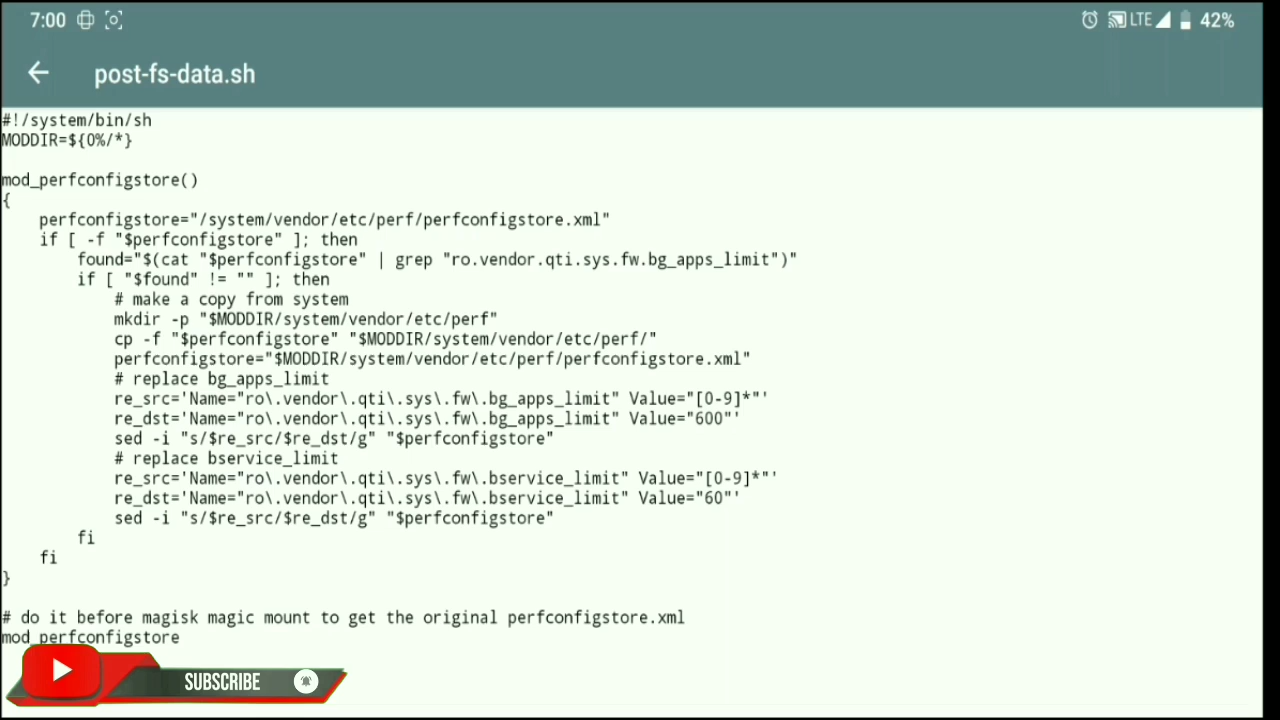 7:00 LTE 42%
post-fs-data.sh
#!/system/bin/sh
MODDIR=${0%/*}
mod_perfconfigstore()
{
    perfconfigstore="/system/vendor/etc/perf/perfconfigstore.xml"
    if [ -f "$perfconfigstore" ]; then
        found="$(cat "$perfconfigstore" | grep "ro.vendor.qti.sys.fw.bg_apps_limit")"
        if [ "$found" != "" ]; then
            # make a copy from system
            mkdir -p "$MODDIR/system/vendor/etc/perf"
            cp -f "$perfconfigstore" "$MODDIR/system/vendor/etc/perf/"
            perfconfigstore="$MODDIR/system/vendor/etc/perf/perfconfigstore.xml"
            # replace bg_apps_limit
            re_src='Name="ro\.vendor\.qti\.sys\.fw\.bg_apps_limit" Value="[0-9]*"'
            re_dst='Name="ro\.vendor\.qti\.sys\.fw\.bg_apps_limit" Value="600"'
            sed -i "s/$re_src/$re_dst/g" "$perfconfigstore"
            # replace bservice_limit
            re_src='Name="ro\.vendor\.qti\.sys\.fw\.bservice_limit" Value="[0-9]*"'
            re_dst='Name="ro\.vendor\.qti\.sys\.fw\.bservice_limit" Value="60"'
            sed -i "s/$re_src/$re_dst/g" "$perfconfigstore"
        fi
    fi
}
# do it before magisk magic mount to get the original perfconfigstore.xml
mod_perfconfigstore
SUBSCRIBE